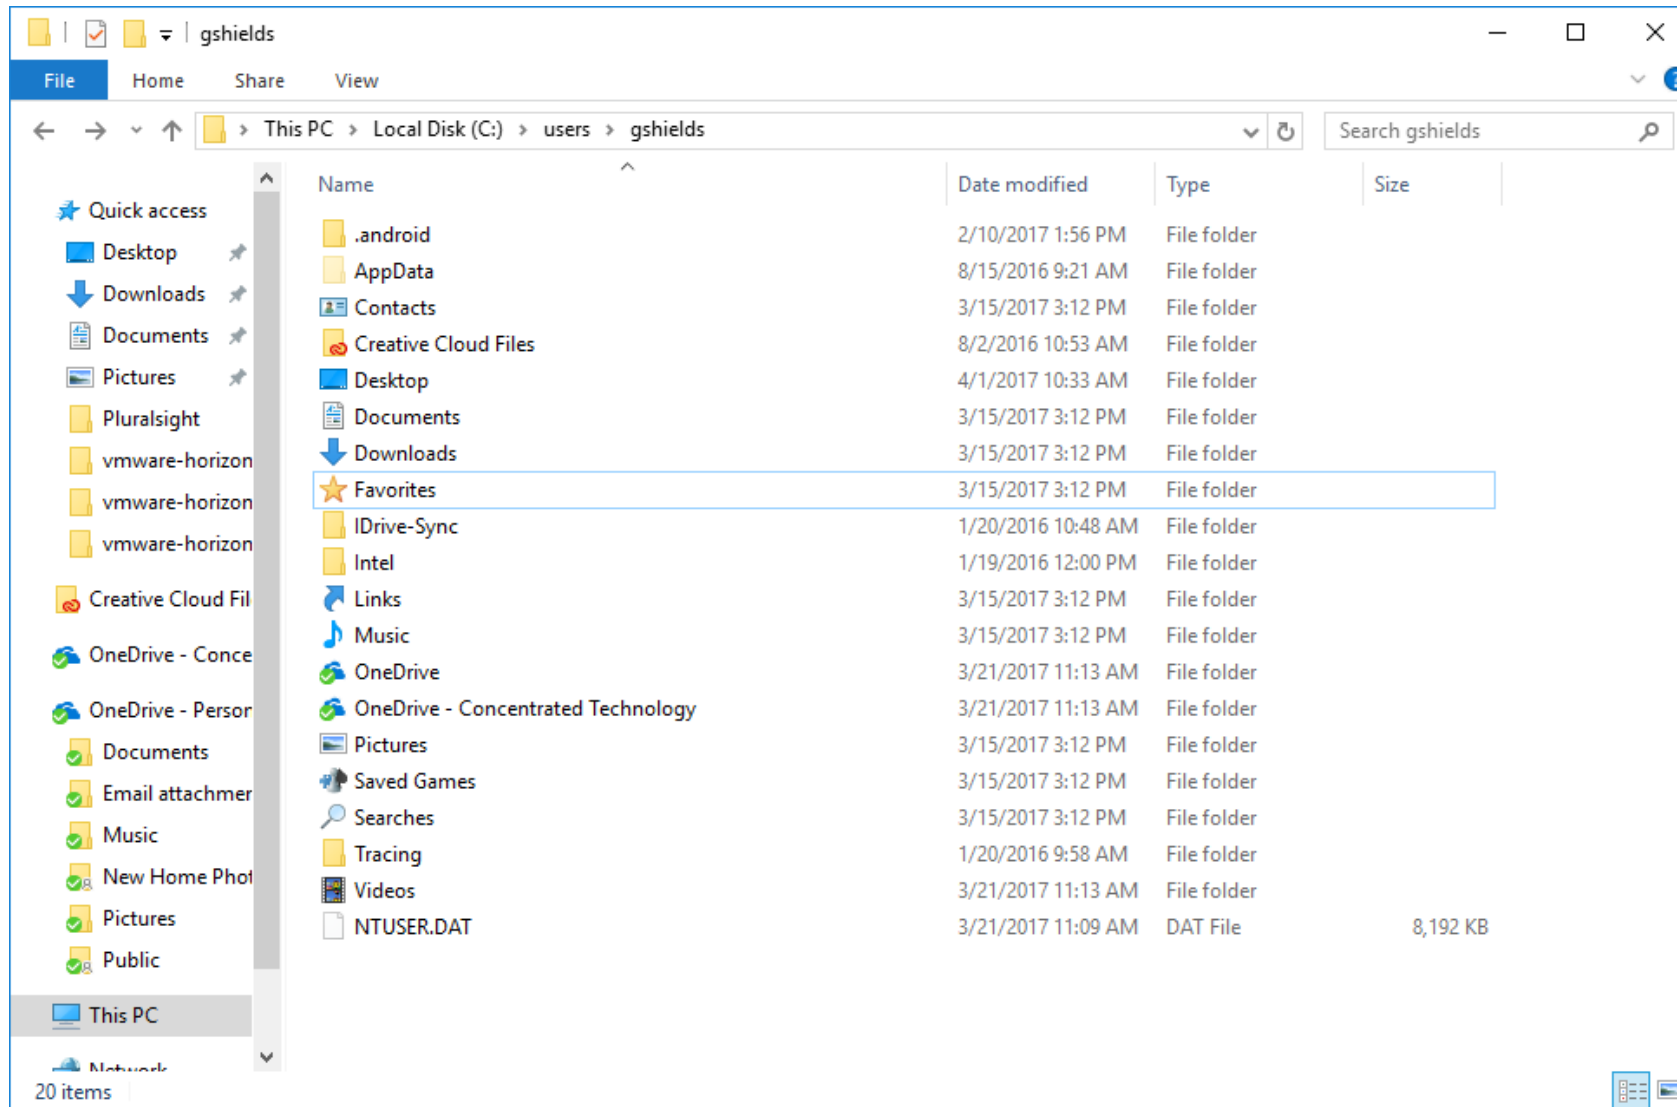 gshields
File Home Share View
This PC > Local Disk (C:) > users > gshields
Search gshields
Quick access
Desktop
Downloads
Documents
Pictures
Pluralsight
vmware-horizon
vmware-horizon
vmware-horizon
Creative Cloud Fil
OneDrive - Conce
OneDrive - Person
Documents
Email attachmen
Music
New Home Phot
Pictures
Public
This PC
Network
Name Date modified Type Size
.android 2/10/2017 1:56 PM File folder
AppData 8/15/2016 9:21 AM File folder
Contacts 3/15/2017 3:12 PM File folder
Creative Cloud Files 8/2/2016 10:53 AM File folder
Desktop 4/1/2017 10:33 AM File folder
Documents 3/15/2017 3:12 PM File folder
Downloads 3/15/2017 3:12 PM File folder
Favorites 3/15/2017 3:12 PM File folder
IDrive-Sync 1/20/2016 10:48 AM File folder
Intel 1/19/2016 12:00 PM File folder
Links 3/15/2017 3:12 PM File folder
Music 3/15/2017 3:12 PM File folder
OneDrive 3/21/2017 11:13 AM File folder
OneDrive - Concentrated Technology 3/21/2017 11:13 AM File folder
Pictures 3/15/2017 3:12 PM File folder
Saved Games 3/15/2017 3:12 PM File folder
Searches 3/15/2017 3:12 PM File folder
Tracing 1/20/2016 9:58 AM File folder
Videos 3/21/2017 11:13 AM File folder
NTUSER.DAT 3/21/2017 11:09 AM DAT File 8,192 KB
20 items